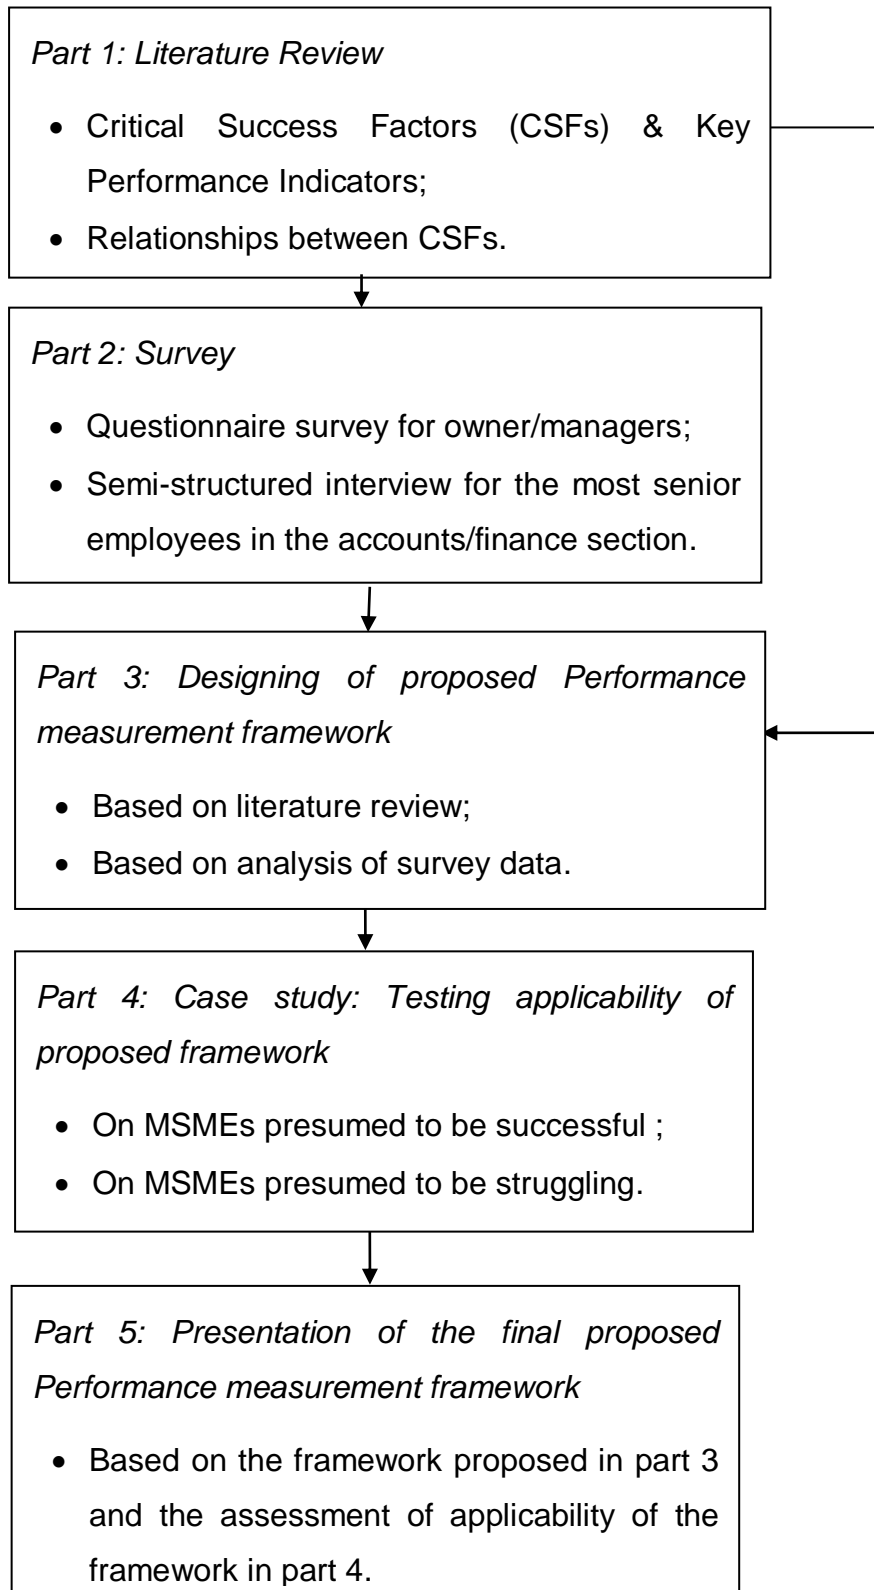 Part 1: Literature Review
• Critical Success Factors (CSFs) & Key
Performance Indicators;
• Relationships between CSFs.
Part 2: Survey
• Questionnaire survey for owner/managers;
• Semi-structured interview for the most senior
employees in the accounts/finance section.
Part 3: Designing of proposed Performance
measurement framework
• Based on literature review;
• Based on analysis of survey data.
Part 4: Case study: Testing applicability of
proposed framework
• On MSMEs presumed to be successful ;
• On MSMEs presumed to be struggling.
Part 5: Presentation of the final proposed
Performance measurement framework
• Based on the framework proposed in part 3
and the assessment of applicability of the
framework in part 4.